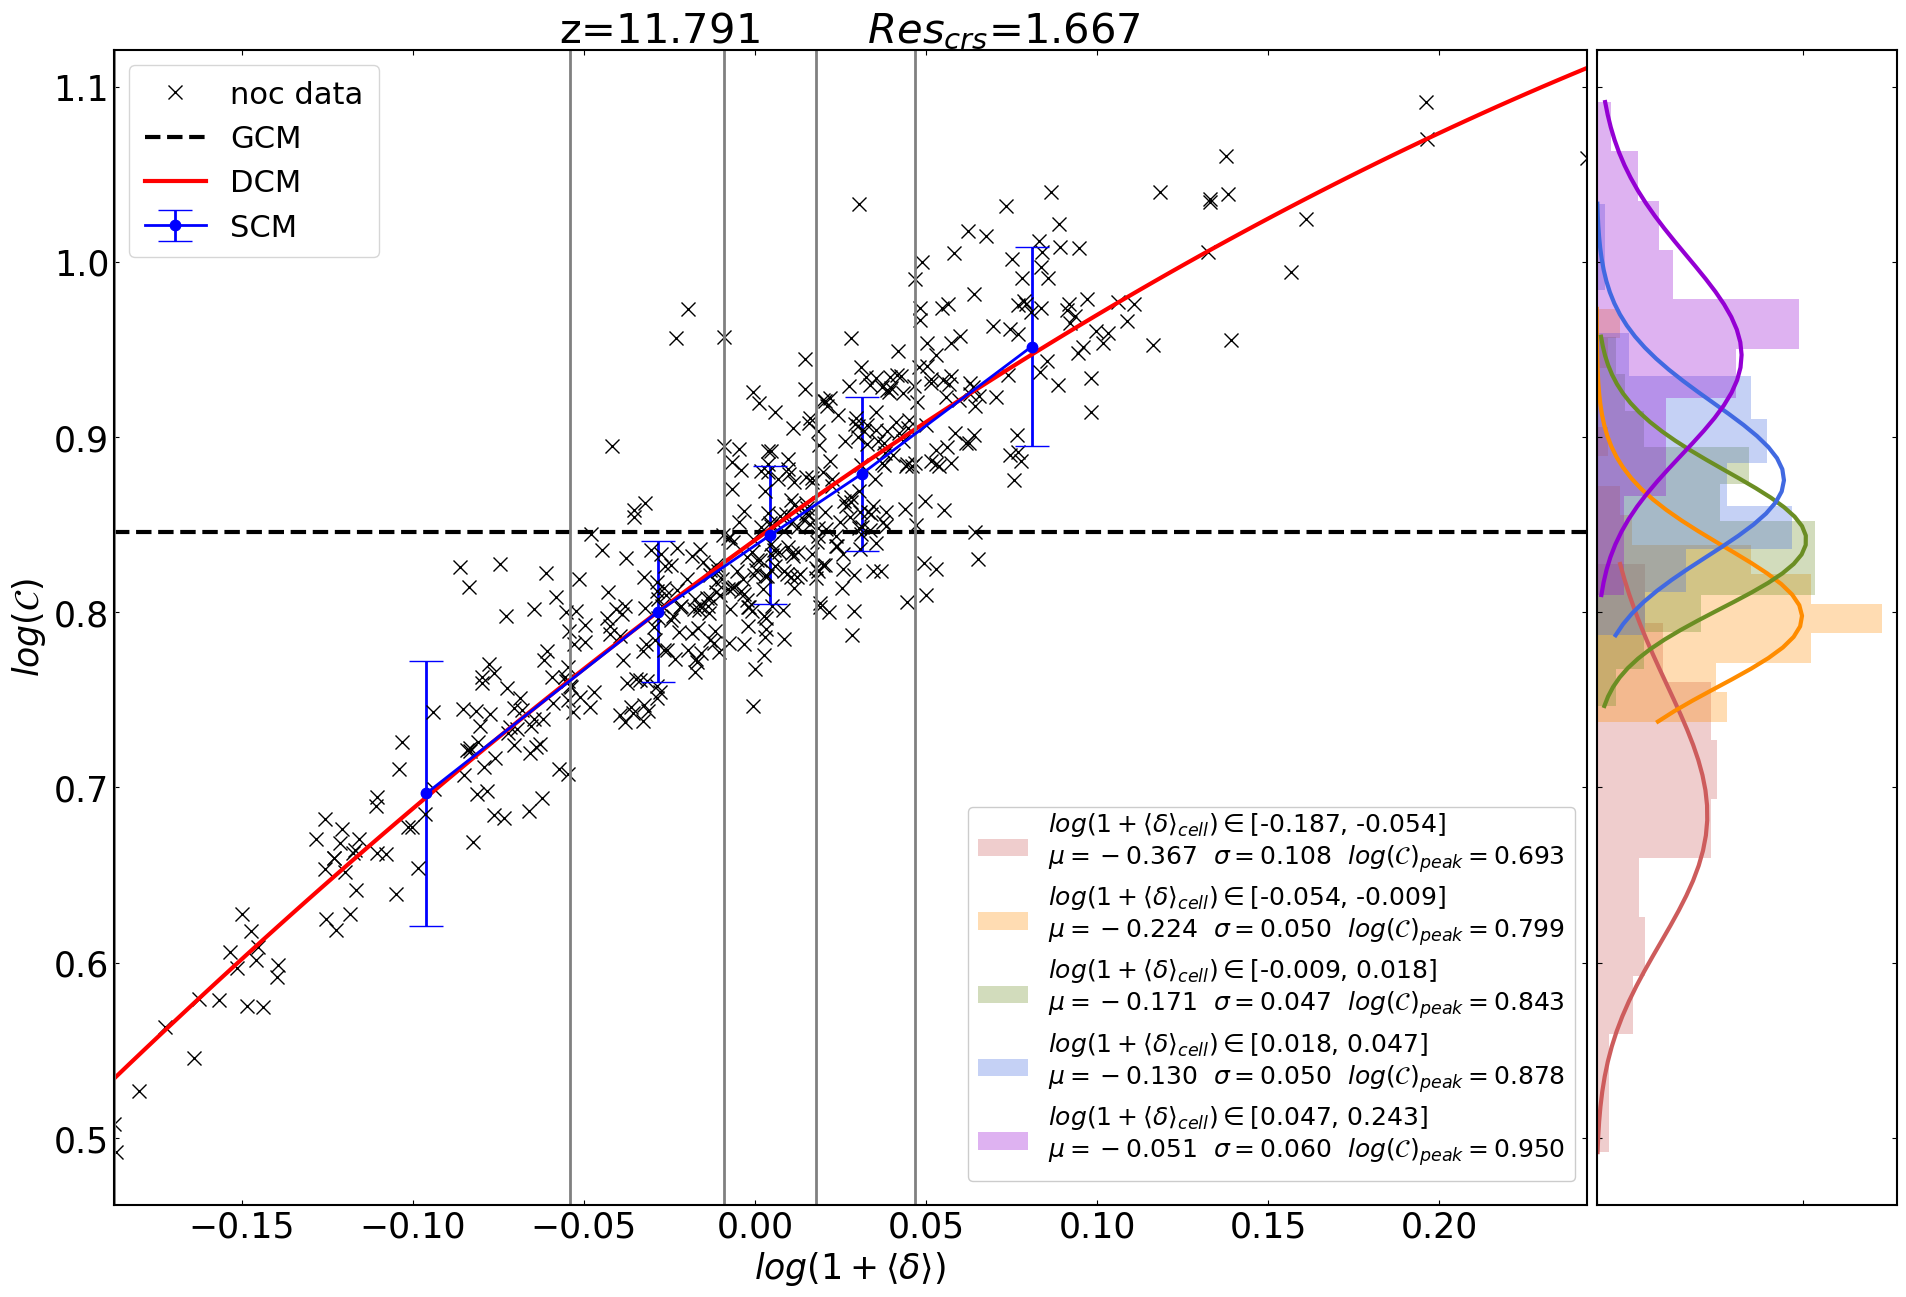 z=11.791 Res_crs=1.667
noc data
GCM
DCM
SCM
1.1
1.0
0.9
0.8
0.7
0.6
0.5
log(𝒞)
log(1 + ⟨δ⟩_cell) ∈ [-0.187, -0.054]
μ = −0.367 σ = 0.108 log(𝒞)_peak = 0.693
log(1 + ⟨δ⟩_cell) ∈ [-0.054, -0.009]
μ = −0.224 σ = 0.050 log(𝒞)_peak = 0.799
log(1 + ⟨δ⟩_cell) ∈ [-0.009, 0.018]
μ = −0.171 σ = 0.047 log(𝒞)_peak = 0.843
log(1 + ⟨δ⟩_cell) ∈ [0.018, 0.047]
μ = −0.130 σ = 0.050 log(𝒞)_peak = 0.878
log(1 + ⟨δ⟩_cell) ∈ [0.047, 0.243]
μ = −0.051 σ = 0.060 log(𝒞)_peak = 0.950
−0.15 −0.10 −0.05 0.00 0.05 0.10 0.15 0.20
log(1 + ⟨δ⟩)